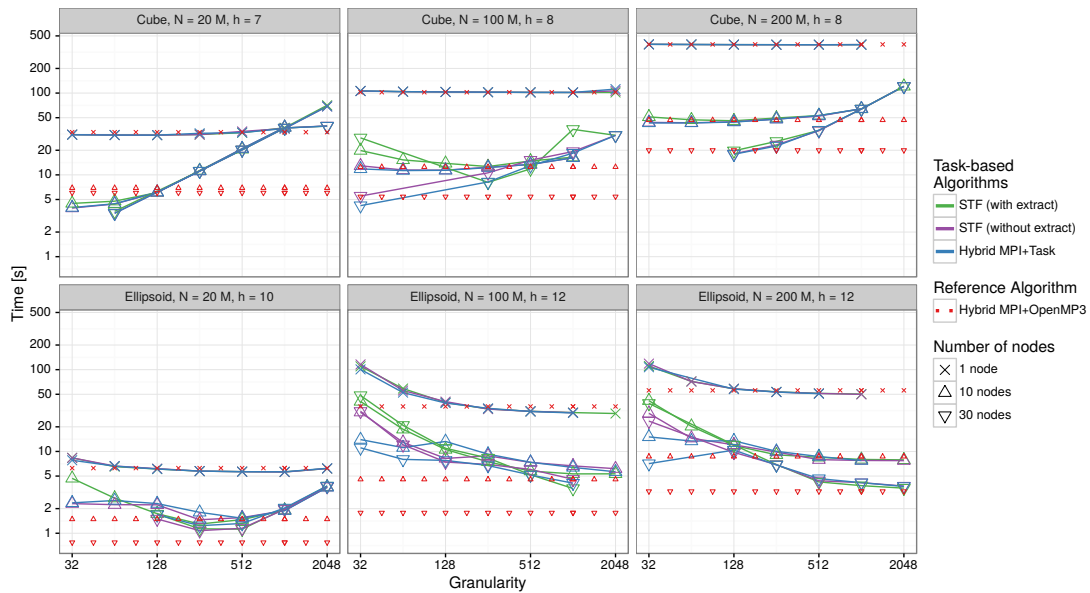 Cube, N = 20 M, h = 7
Cube, N = 100 M, h = 8
Cube, N = 200 M, h = 8
500
200
100
50
20
10
5
2
1
Ellipsoid, N = 20 M, h = 10
Ellipsoid, N = 100 M, h = 12
Ellipsoid, N = 200 M, h = 12
500
200
100
50
20
10
5
2
1
Time [s]
32
128
512
2048
32
128
512
2048
32
128
512
2048
Granularity
Task-based
Algorithms
STF (with extract)
STF (without extract)
Hybrid MPI+Task
Reference Algorithm
Hybrid MPI+OpenMP3
Number of nodes
1 node
10 nodes
30 nodes